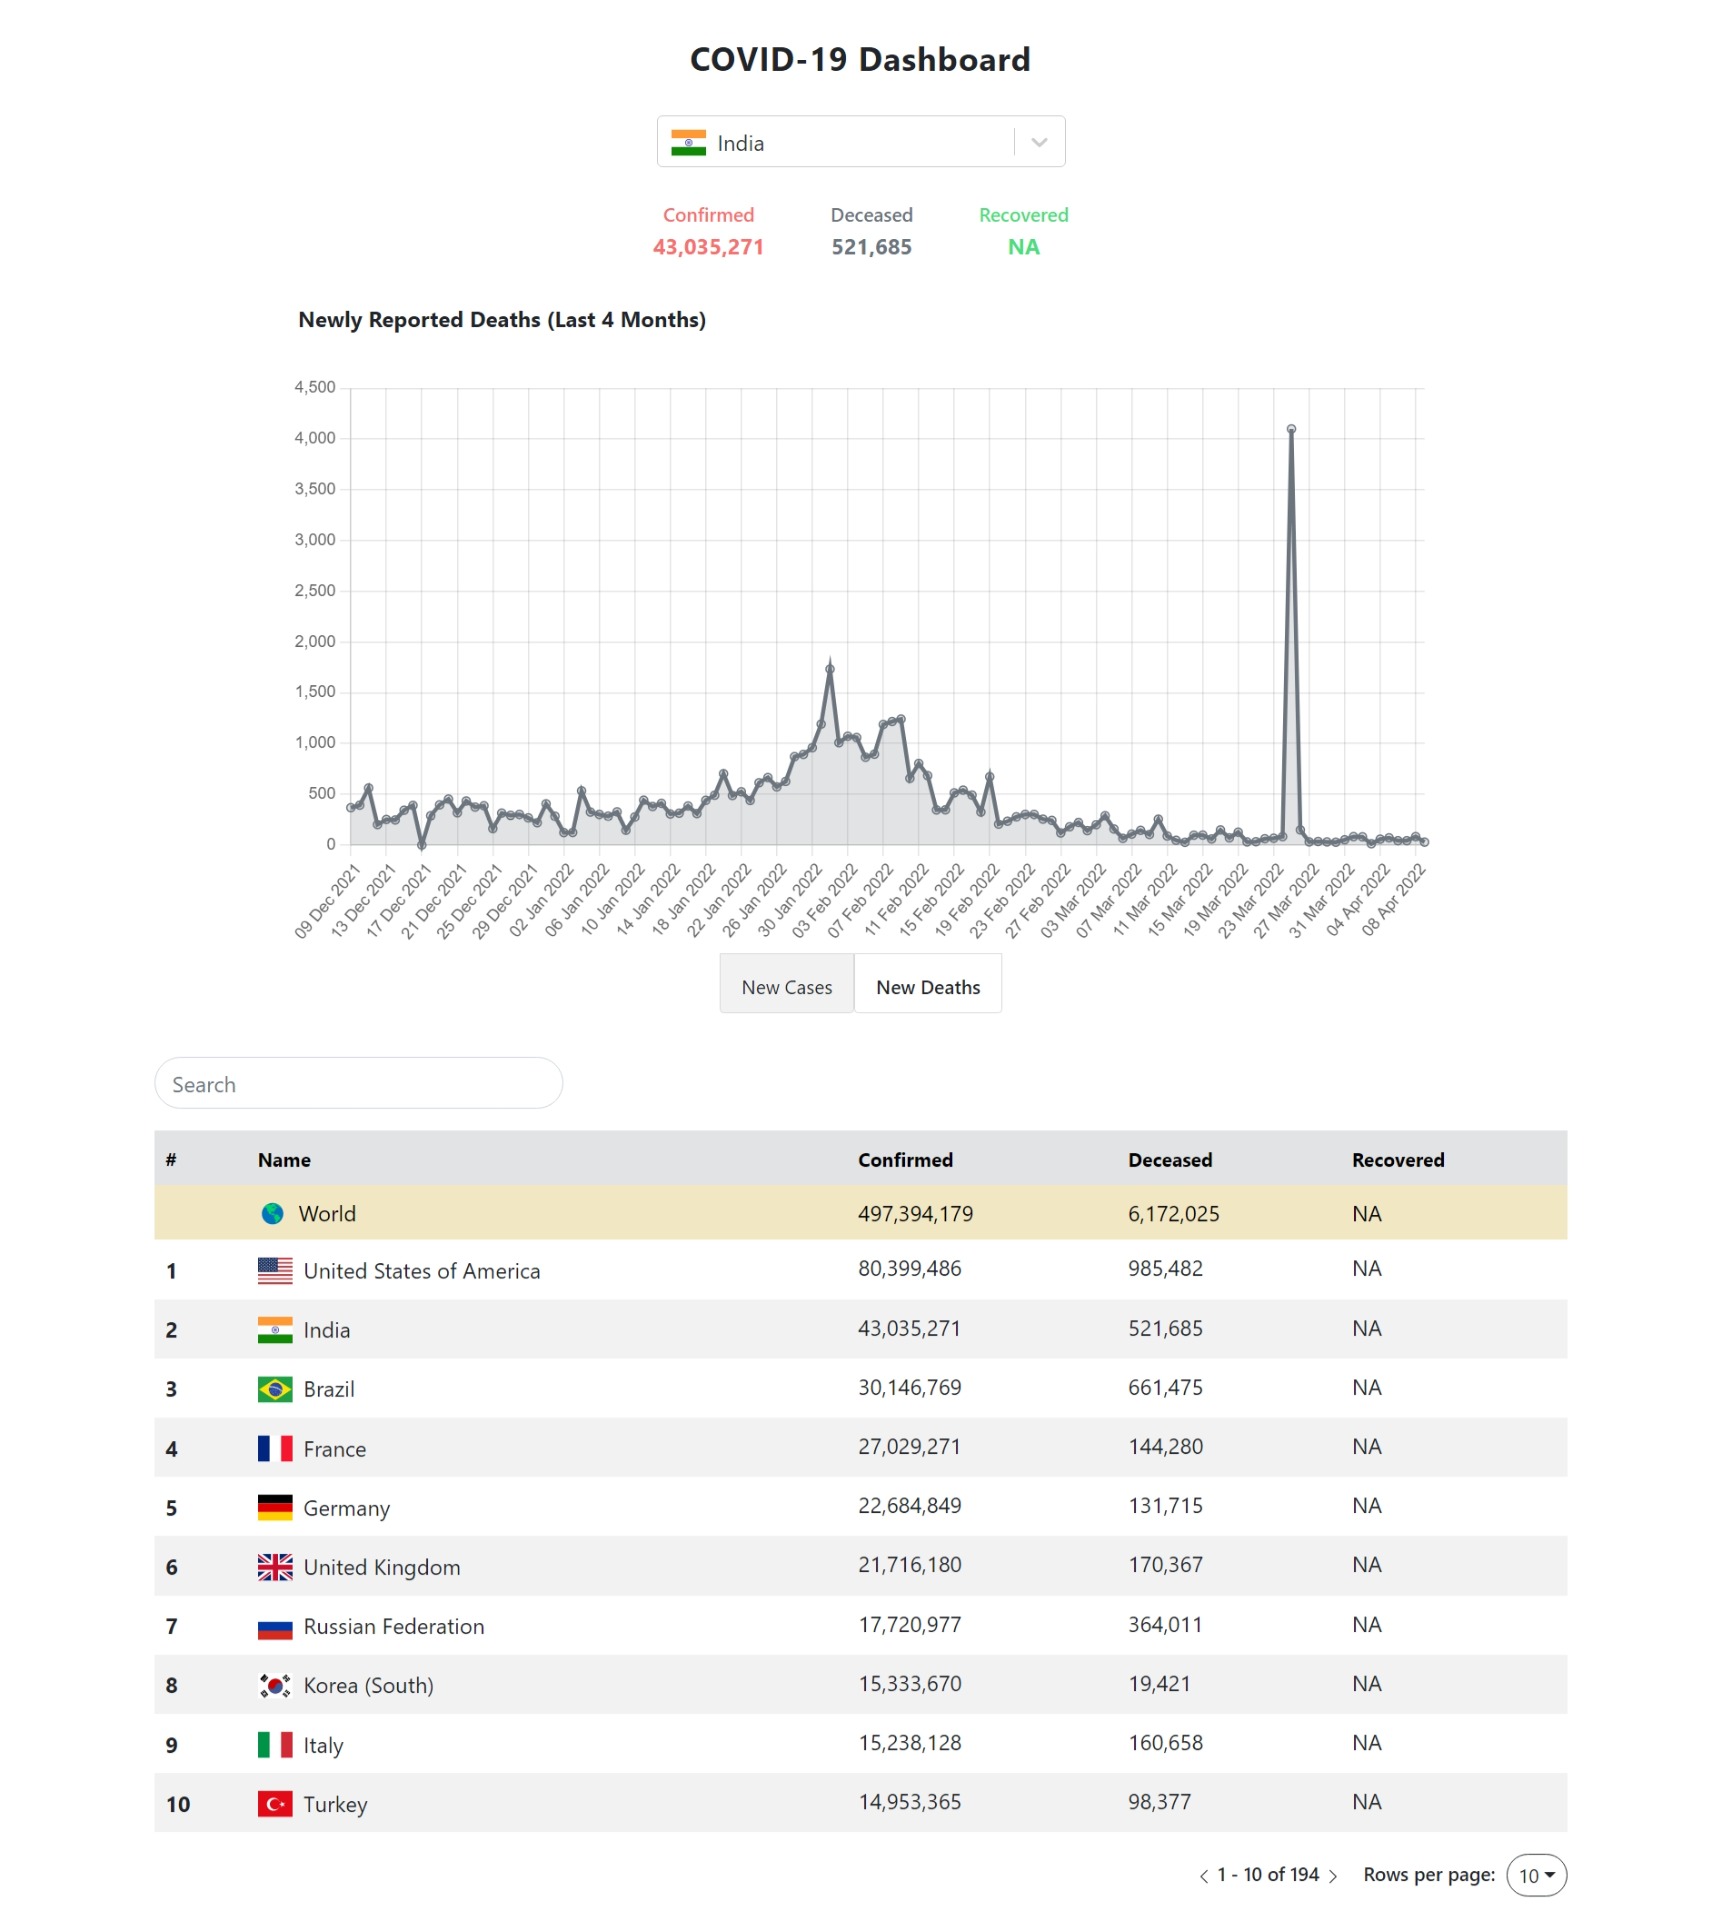 COVID-19 Dashboard
India
Confirmed Deceased Recovered
43,035,271 521,685 NA
Newly Reported Deaths (Last 4 Months)
4,500
4,000
3,500
3,000
2,500
2,000
1,500
1,000
500
0
09 Dec 2021 13 Dec 2021 17 Dec 2021 21 Dec 2021 25 Dec 2021 29 Dec 2021 02 Jan 2022 06 Jan 2022 10 Jan 2022 14 Jan 2022 18 Jan 2022 22 Jan 2022 26 Jan 2022 30 Jan 2022 03 Feb 2022 07 Feb 2022 11 Feb 2022 15 Feb 2022 19 Feb 2022 23 Feb 2022 27 Feb 2022 03 Mar 2022 07 Mar 2022 11 Mar 2022 15 Mar 2022 19 Mar 2022 23 Mar 2022 27 Mar 2022 31 Mar 2022 04 Apr 2022 08 Apr 2022
New Cases New Deaths
Search
# Name Confirmed Deceased Recovered
World 497,394,179 6,172,025 NA
1 United States of America 80,399,486 985,482 NA
2 India 43,035,271 521,685 NA
3 Brazil 30,146,769 661,475 NA
4 France 27,029,271 144,280 NA
5 Germany 22,684,849 131,715 NA
6 United Kingdom 21,716,180 170,367 NA
7 Russian Federation 17,720,977 364,011 NA
8 Korea (South) 15,333,670 19,421 NA
9 Italy 15,238,128 160,658 NA
10 Turkey 14,953,365 98,377 NA
1 - 10 of 194 Rows per page: 10